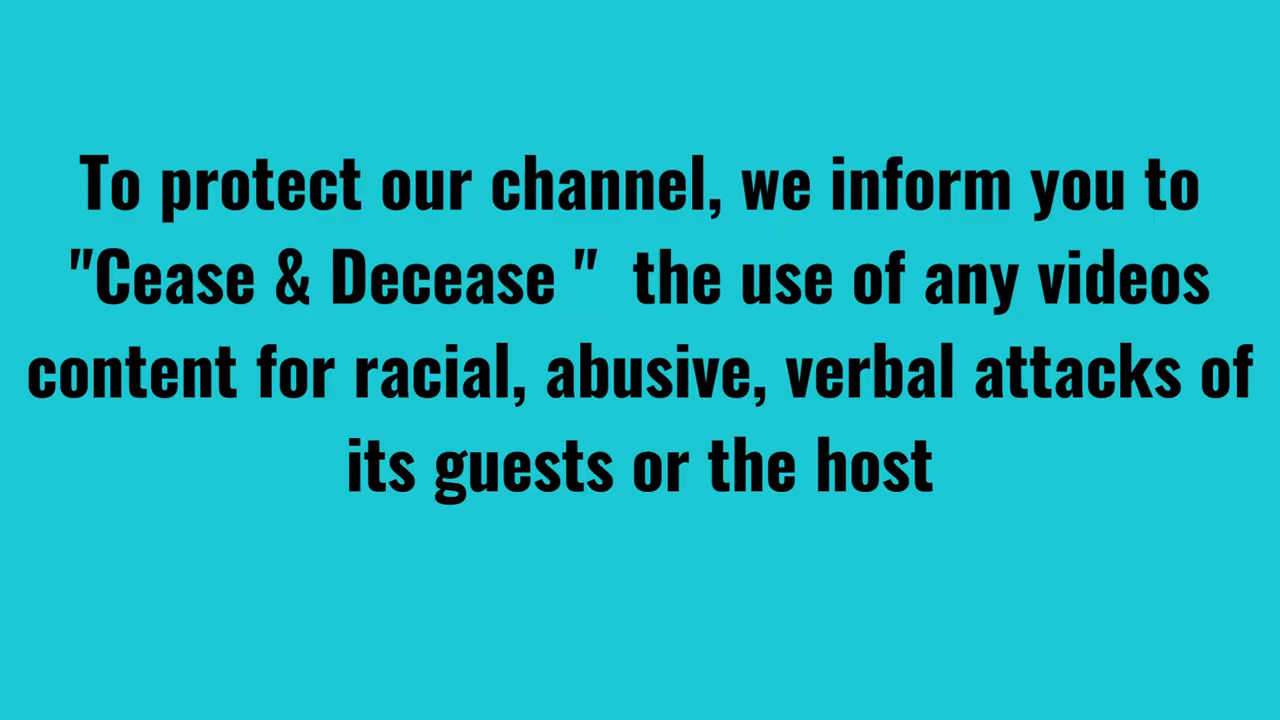 To protect our channel, we inform you to
"Cease & Decease "  the use of any videos
content for racial, abusive, verbal attacks of
its guests or the host